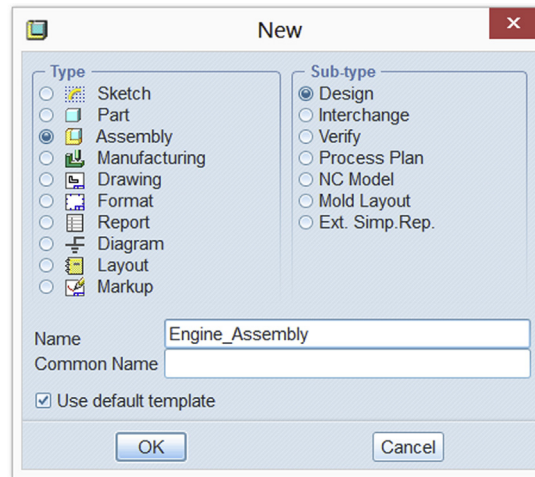 New
Type
Sketch
Part
Assembly
Manufacturing
Drawing
Format
Report
Diagram
Layout
Markup
Sub-type
Design
Interchange
Verify
Process Plan
NC Model
Mold Layout
Ext. Simp.Rep.
Name Engine_Assembly
Common Name
Use default template
OK Cancel